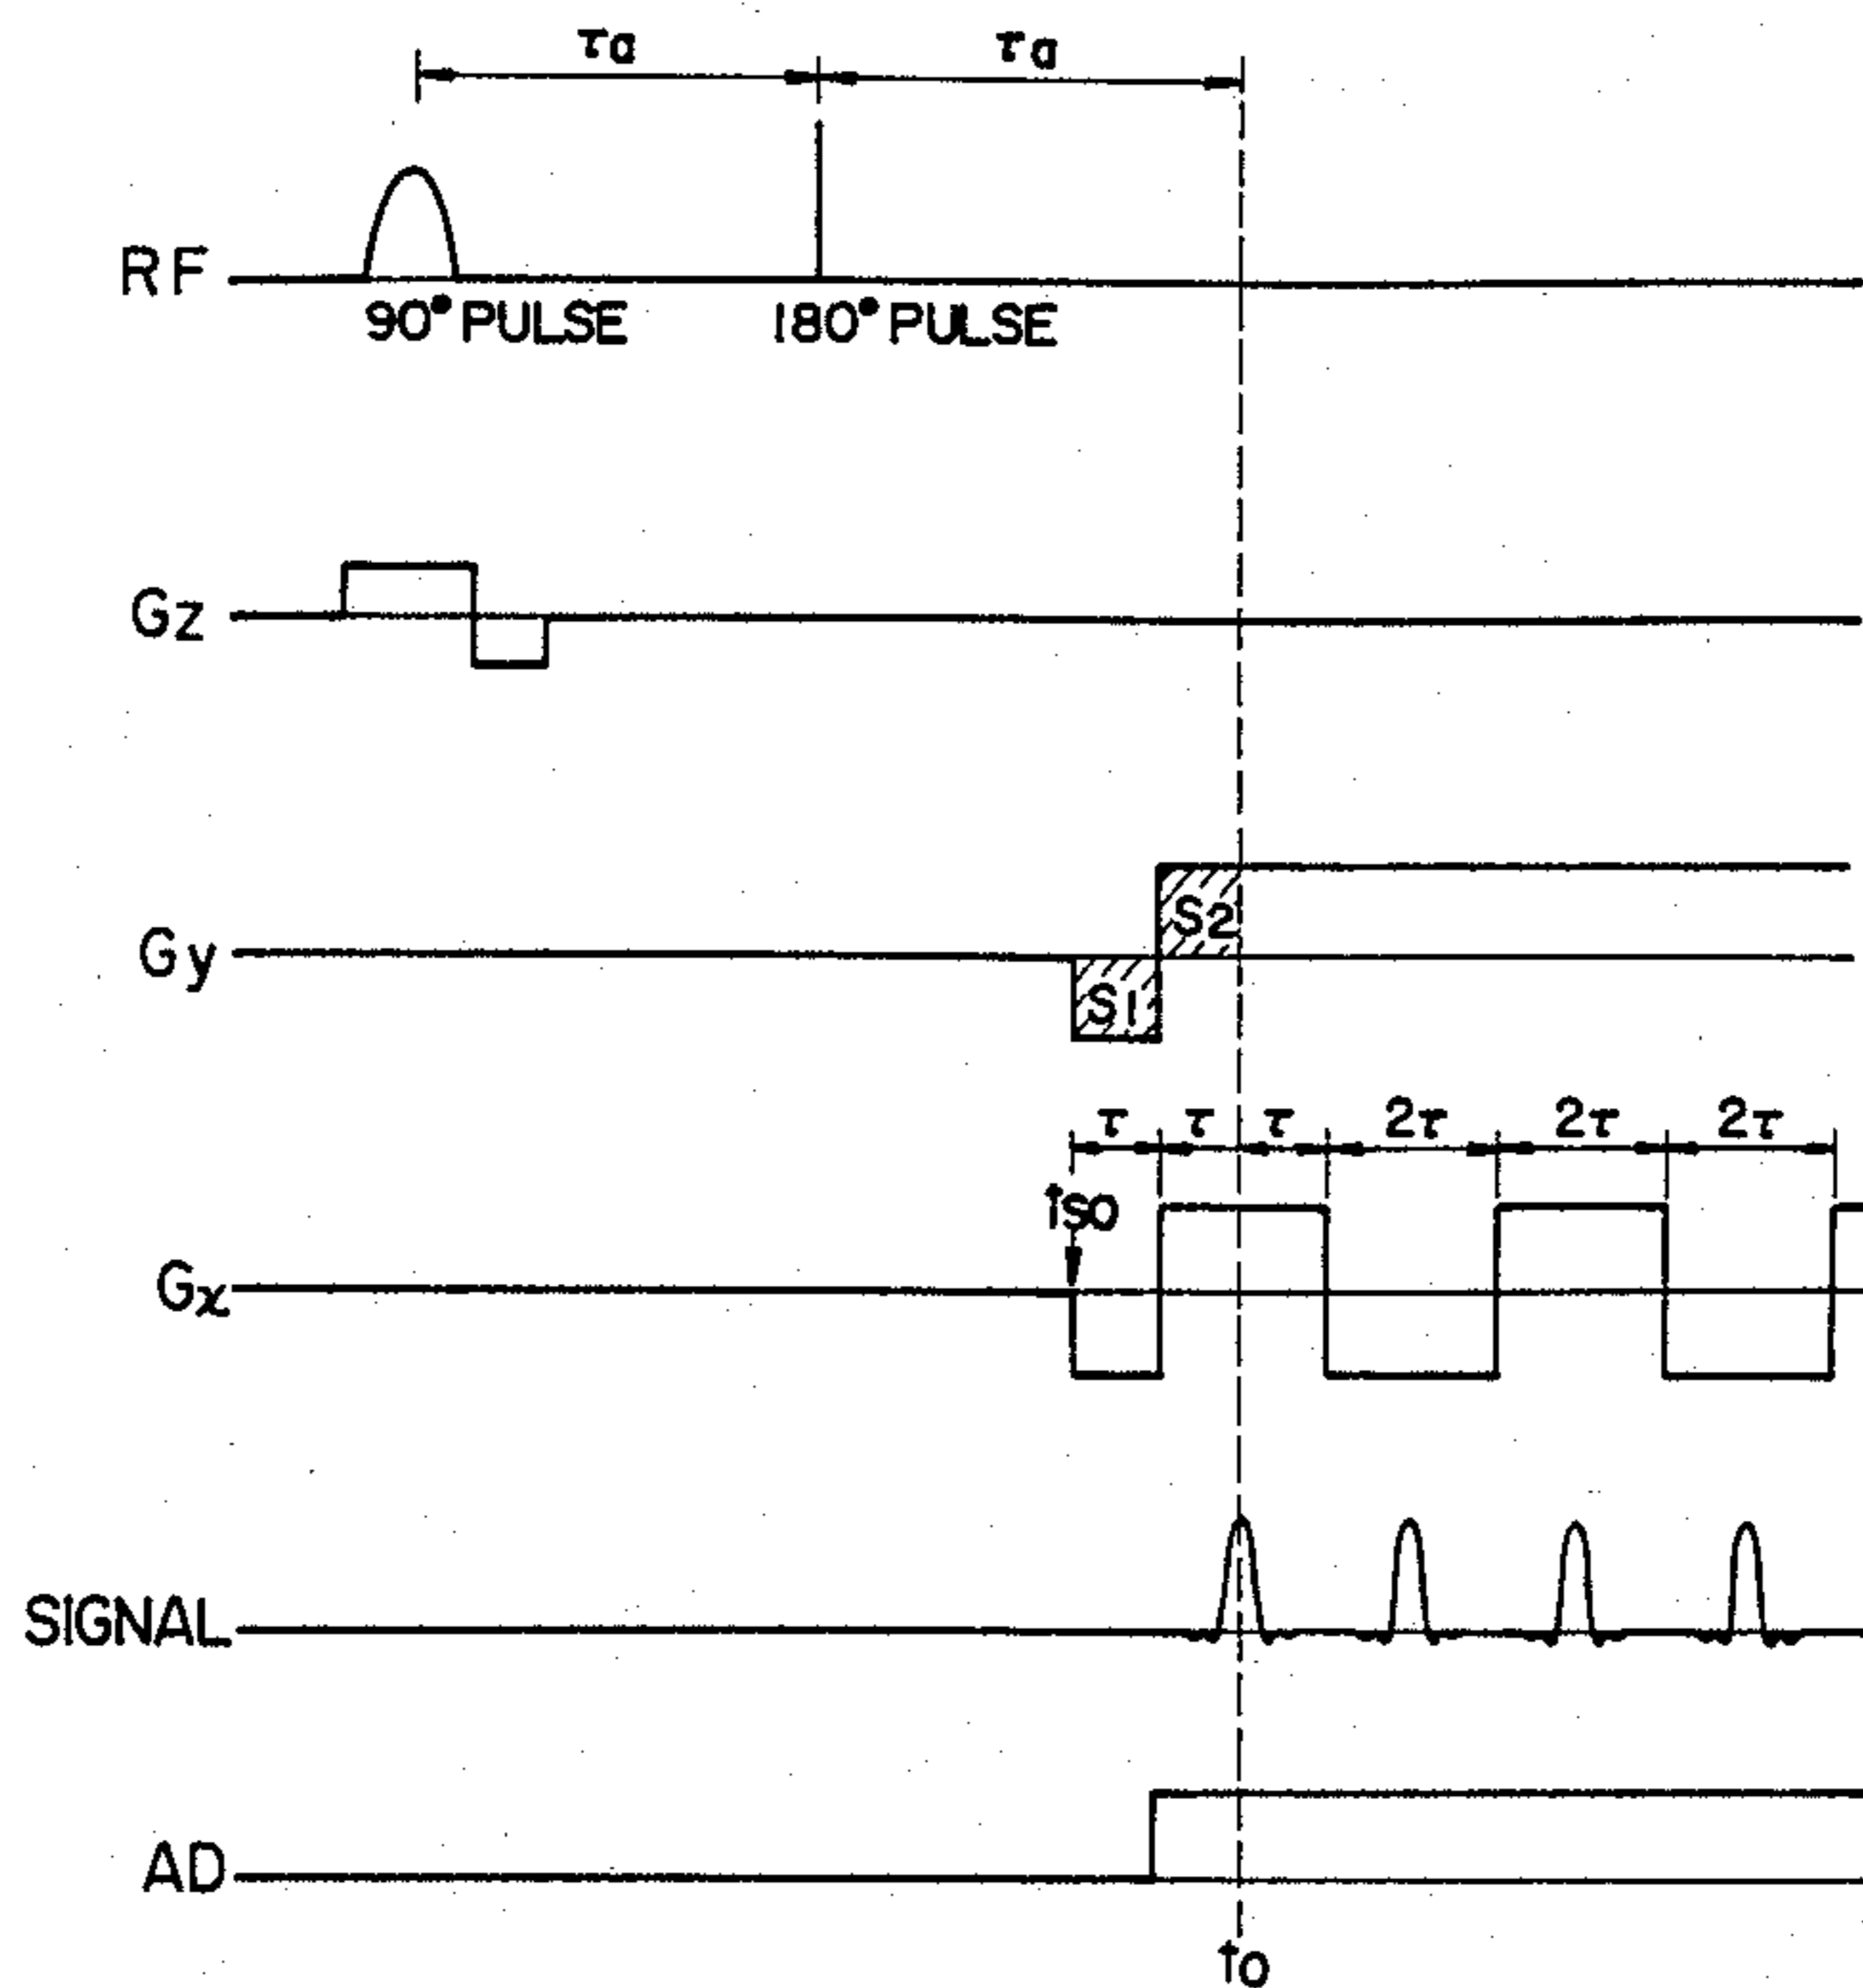 τa τa
RF
90° PULSE 180° PULSE
Gz
Gy
S2
S1
τ τ τ 2τ 2τ 2τ
tso
Gx
SIGNAL
AD
to